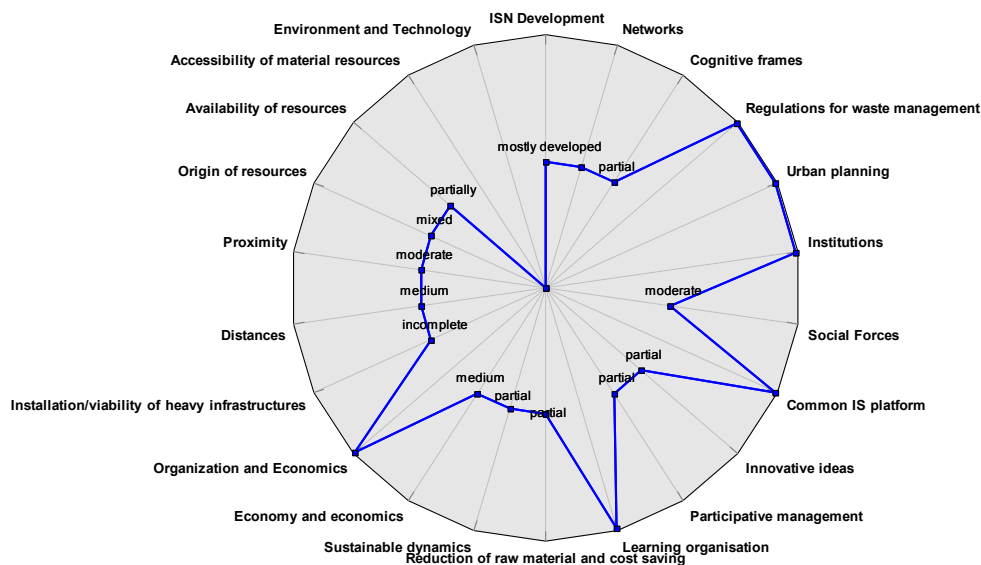 ISN Development
Environment and Technology
Networks
Accessibility of material resources
Cognitive frames
Availability of resources
Regulations for waste management
mostly developed
partial
Origin of resources
Urban planning
partially
mixed
Proximity
Institutions
moderate
medium
moderate
incomplete
Distances
Social Forces
partial
medium
partial
Installation/viability of heavy infrastructures
Common IS platform
partial
partial
Organization and Economics
Innovative ideas
Economy and economics
Participative management
Sustainable dynamics
Learning organisation
Reduction of raw material and cost saving